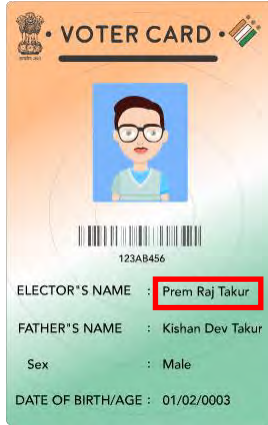 • VOTER CARD •
123AB456
ELECTOR"S NAME : Prem Raj Takur
FATHER"S NAME : Kishan Dev Takur
Sex : Male
DATE OF BIRTH/AGE : 01/02/0003